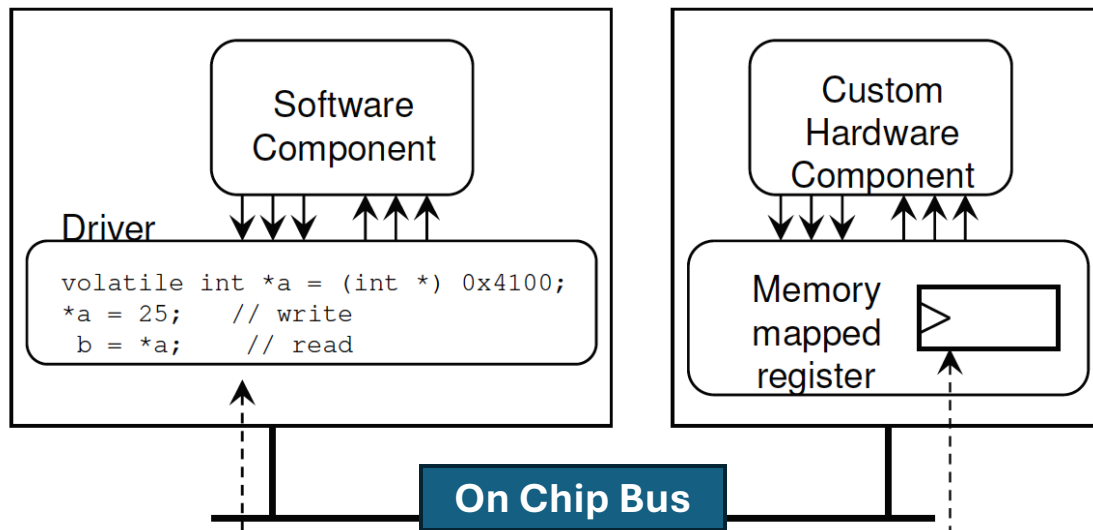 Software
Component
Driver
volatile int *a = (int *) 0x4100;
*a = 25;   // write
 b = *a;    // read
Custom
Hardware
Component
Memory
mapped
register
On Chip Bus